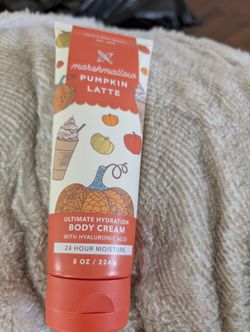 marshmallow
PUMPKIN
LATTE
ULTIMATE HYDRATION
BODY CREAM
WITH HYALURONIC ACID
24 HOUR MOISTURE
8 OZ / 226 g